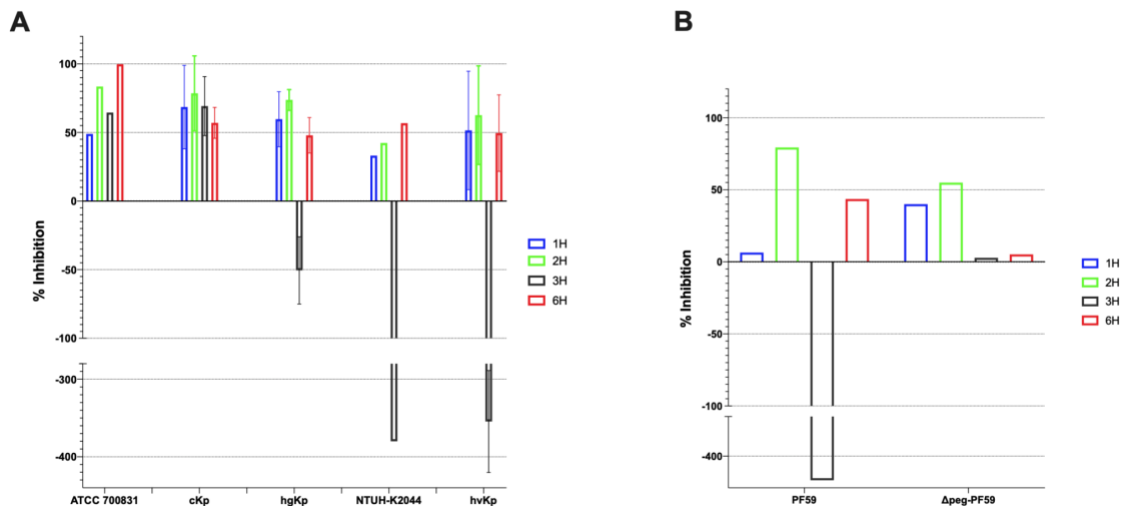 A
% Inhibition
100
50
0
-50
-100
-300
-400
ATCC 700831
cKp
hgKp
NTUH-K2044
hvKp
1H
2H
3H
6H
B
% Inhibition
100
50
0
-50
-100
-400
PF59
Δpeg-PF59
1H
2H
3H
6H